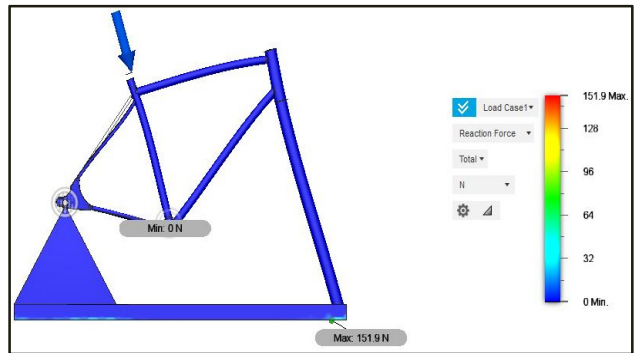 Min: 0 N
Max: 151.9 N
Load Case1
Reaction Force
Total
N
151.9 Max.
128
96
64
32
0 Min.